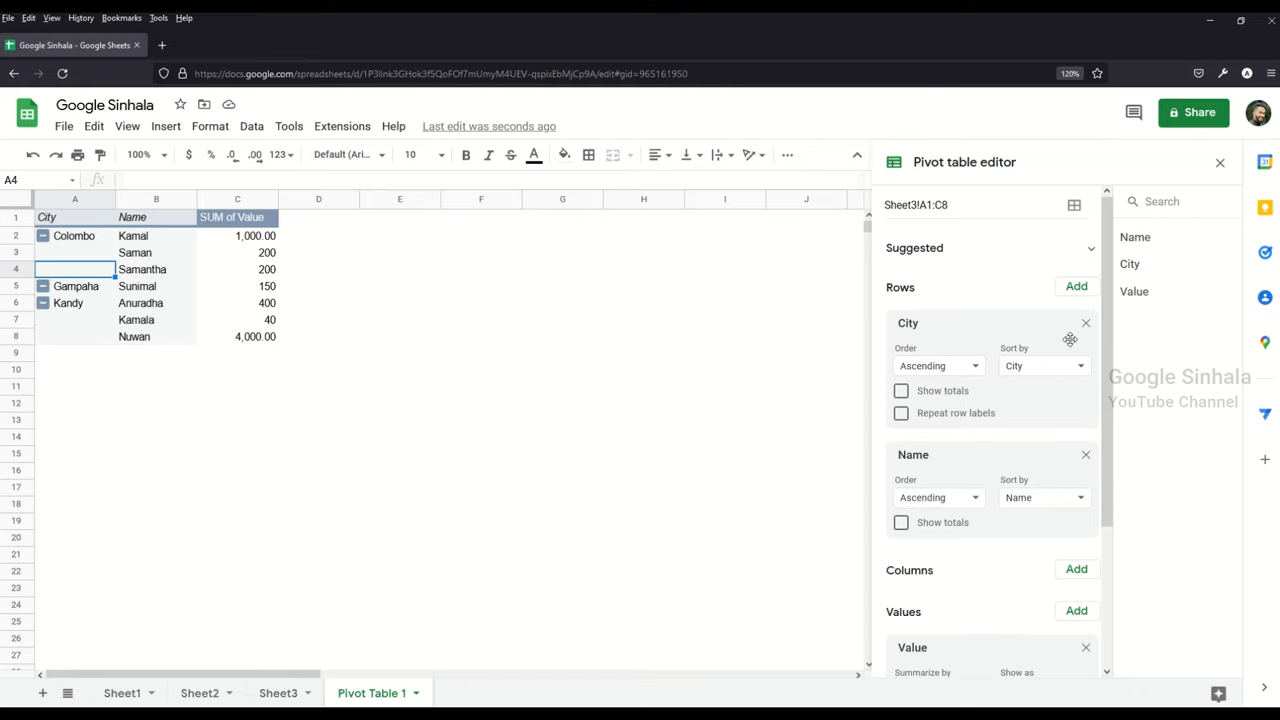 File Edit View History Bookmarks Tools Help
Google Sinhala - Google Sheets
https://docs.google.com/spreadsheets/d/1P3link3GHok3f5QoFOf7mUmyM4UEV-qspixEbMjCp9A/edit#gid=965161950
120%
Google Sinhala
File Edit View Insert Format Data Tools Extensions Help Last edit was seconds ago
Share
100% $ % .0 .00 123 Default (Ari... 10 B I S A
A4 fx
A B C D E F G H I J
1 City Name SUM of Value
2 Colombo Kamal 1,000.00
3 Saman 200
4 Samantha 200
5 Gampaha Sunimal 150
6 Kandy Anuradha 400
7 Kamala 40
8 Nuwan 4,000.00
9
10
11
12
13
14
15
16
17
18
19
20
21
22
23
24
25
26
27
Pivot table editor
Sheet3!A1:C8
Suggested
Rows Add
City
Order Sort by
Ascending City
Show totals
Repeat row labels
Name
Order Sort by
Ascending Name
Show totals
Columns Add
Values Add
Value
Summarize by Show as
Search
Name
City
Value
Google Sinhala
YouTube Channel
Sheet1 Sheet2 Sheet3 Pivot Table 1